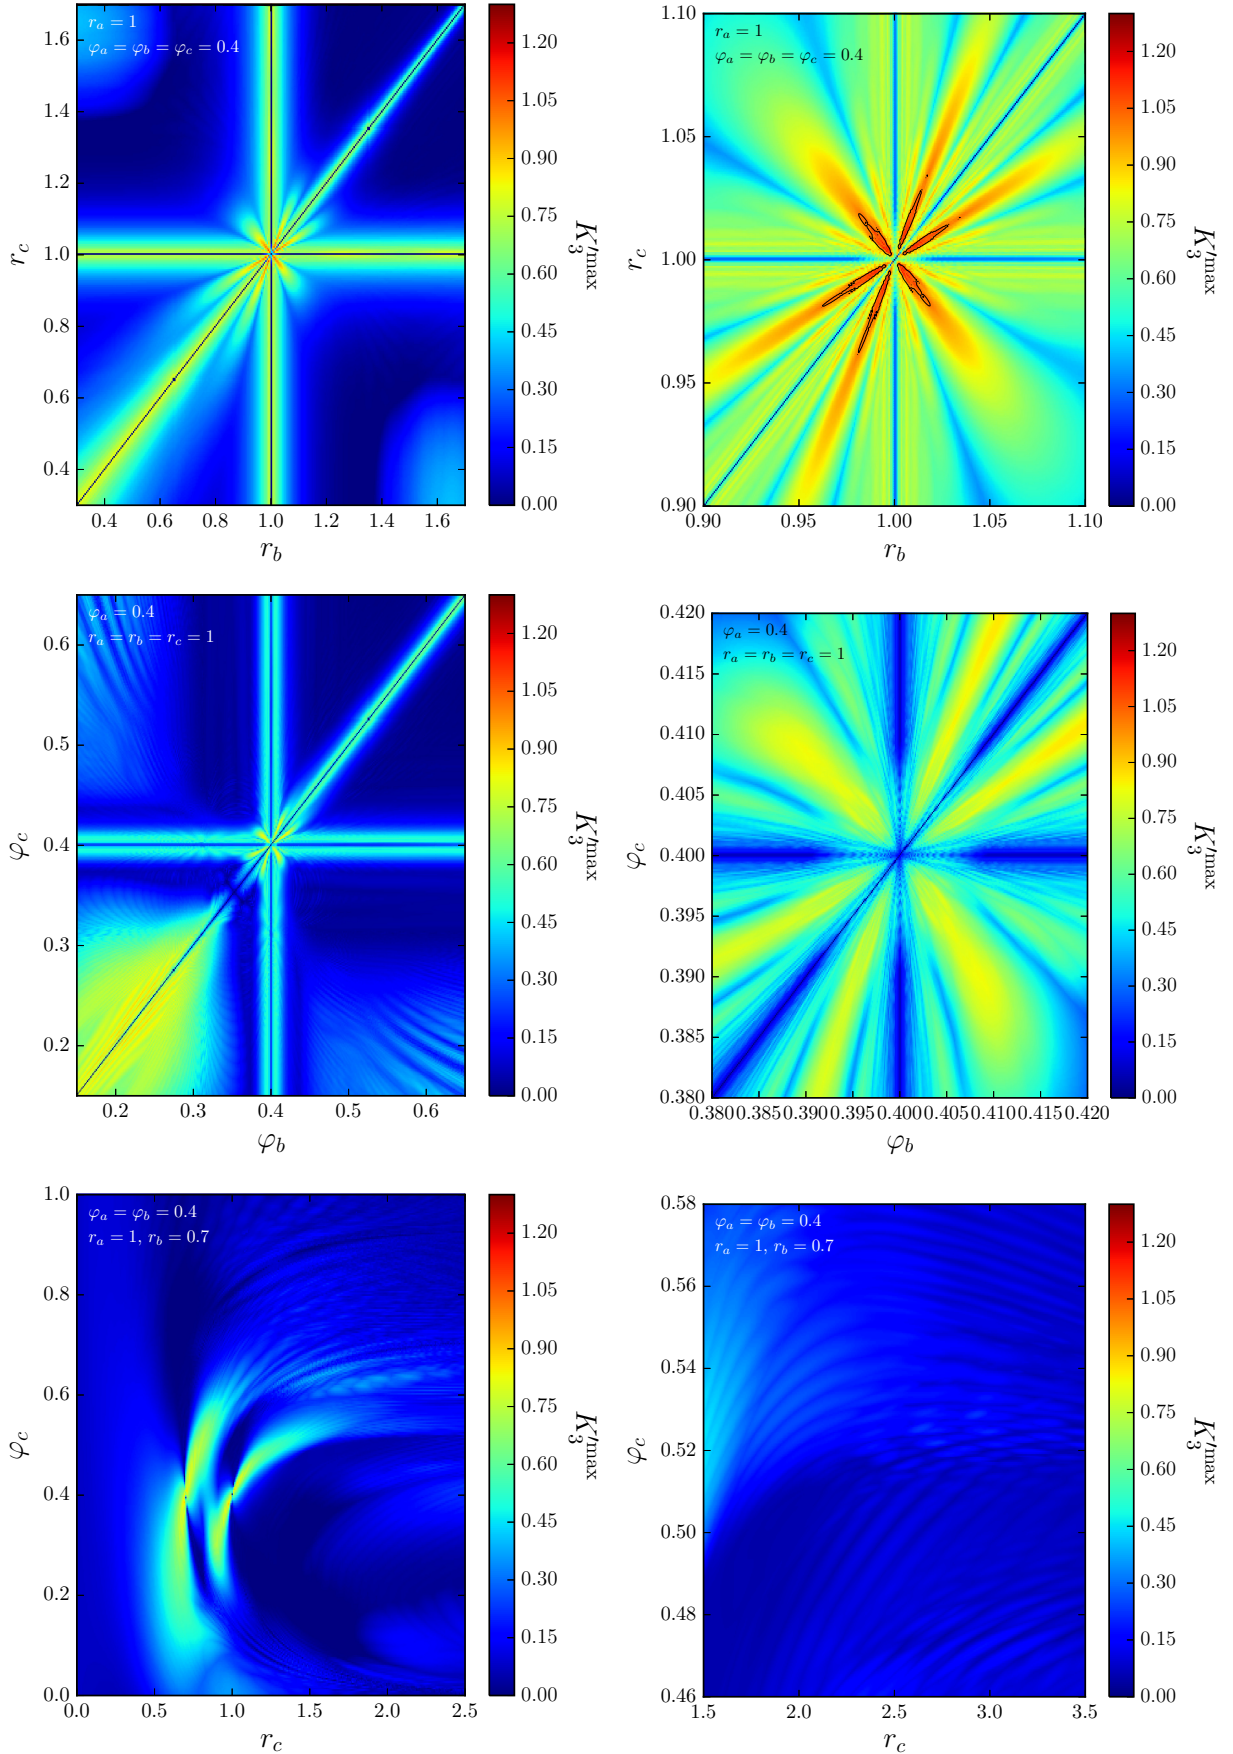 r_a = 1
φ_a = φ_b = φ_c = 0.4
1.6
1.4
1.2
1.0
0.8
0.6
0.4
r_c
0.4 0.6 0.8 1.0 1.2 1.4 1.6
r_b
1.20
1.05
0.90
0.75
0.60
0.45
0.30
0.15
0.00
K_3'^max
r_a = 1
φ_a = φ_b = φ_c = 0.4
1.10
1.05
1.00
0.95
0.90
r_c
0.90 0.95 1.00 1.05 1.10
r_b
1.20
1.05
0.90
0.75
0.60
0.45
0.30
0.15
0.00
K_3'^max
φ_a = 0.4
r_a = r_b = r_c = 1
0.6
0.5
0.4
0.3
0.2
φ_c
0.2 0.3 0.4 0.5 0.6
φ_b
1.20
1.05
0.90
0.75
0.60
0.45
0.30
0.15
0.00
K_3'^max
φ_a = 0.4
r_a = r_b = r_c = 1
0.420
0.415
0.410
0.405
0.400
0.395
0.390
0.385
0.380
φ_c
0.380 0.385 0.390 0.395 0.400 0.405 0.410 0.415 0.420
φ_b
1.20
1.05
0.90
0.75
0.60
0.45
0.30
0.15
0.00
K_3'^max
φ_a = φ_b = 0.4
r_a = 1, r_b = 0.7
1.0
0.8
0.6
0.4
0.2
0.0
φ_c
0.0 0.5 1.0 1.5 2.0 2.5
r_c
1.20
1.05
0.90
0.75
0.60
0.45
0.30
0.15
0.00
K_3'^max
φ_a = φ_b = 0.4
r_a = 1, r_b = 0.7
0.58
0.56
0.54
0.52
0.50
0.48
0.46
φ_c
1.5 2.0 2.5 3.0 3.5
r_c
1.20
1.05
0.90
0.75
0.60
0.45
0.30
0.15
0.00
K_3'^max